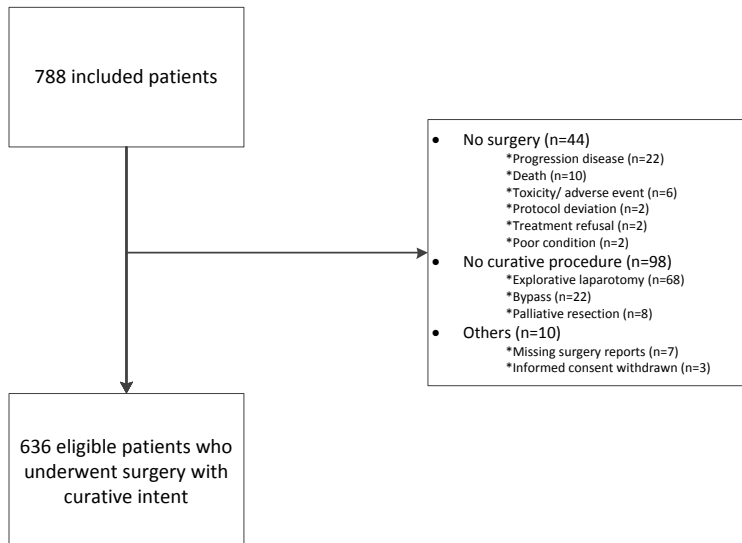 788 included patients
• No surgery (n=44)
*Progression disease (n=22)
*Death (n=10)
*Toxicity/ adverse event (n=6)
*Protocol deviation (n=2)
*Treatment refusal (n=2)
*Poor condition (n=2)
• No curative procedure (n=98)
*Explorative laparotomy (n=68)
*Bypass (n=22)
*Palliative resection (n=8)
• Others (n=10)
*Missing surgery reports (n=7)
*Informed consent withdrawn (n=3)
636 eligible patients who
underwent surgery with
curative intent